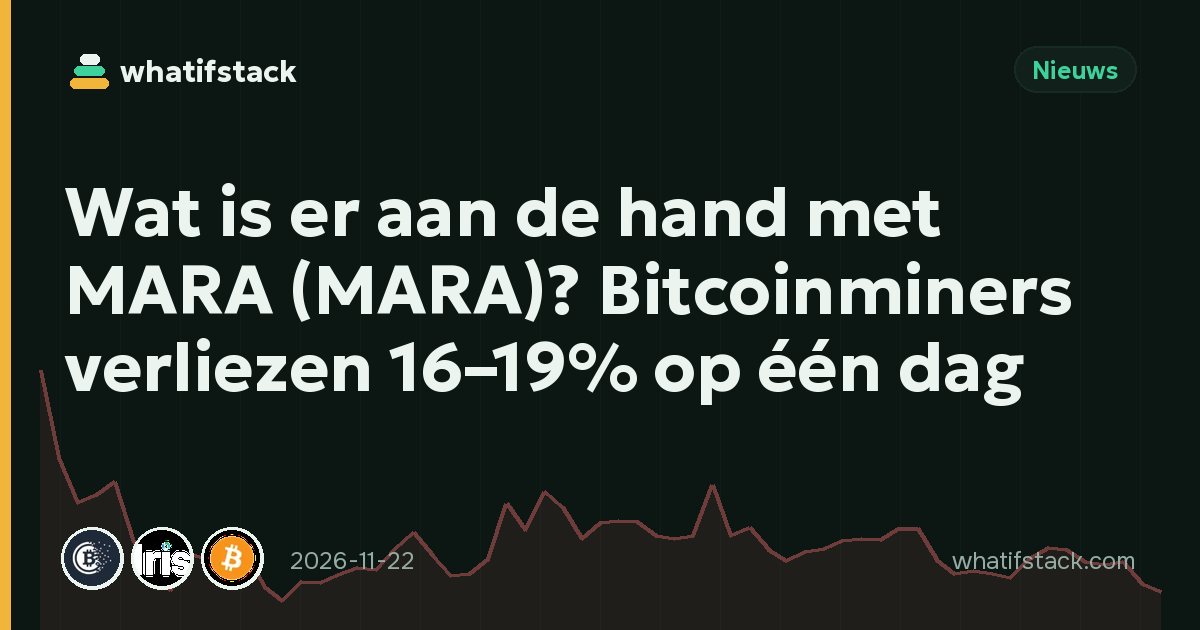 whatifstack
Nieuws
Wat is er aan de hand met
MARA (MARA)? Bitcoinminers
verliezen 16–19% op één dag
Iris
2026-11-22
whatifstack.com